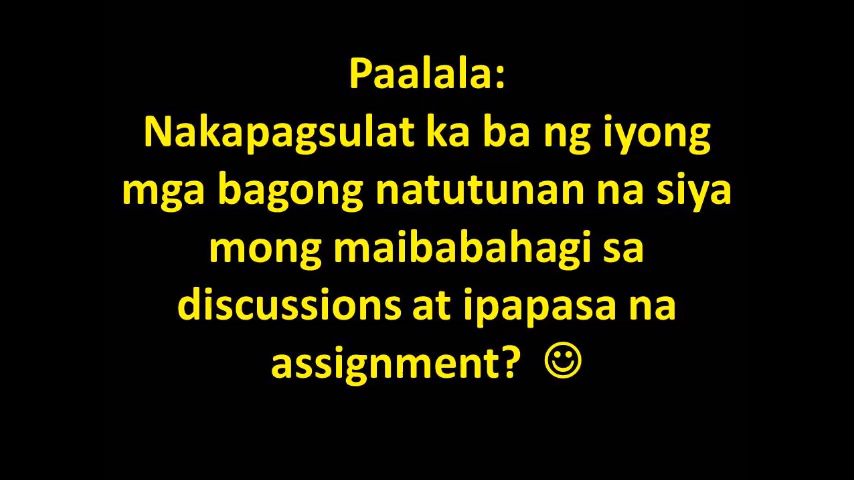 Paalala:
Nakapagsulat ka ba ng iyong
mga bagong natutunan na siya
mong maibabahagi sa
discussions at ipapasa na
assignment? ☺